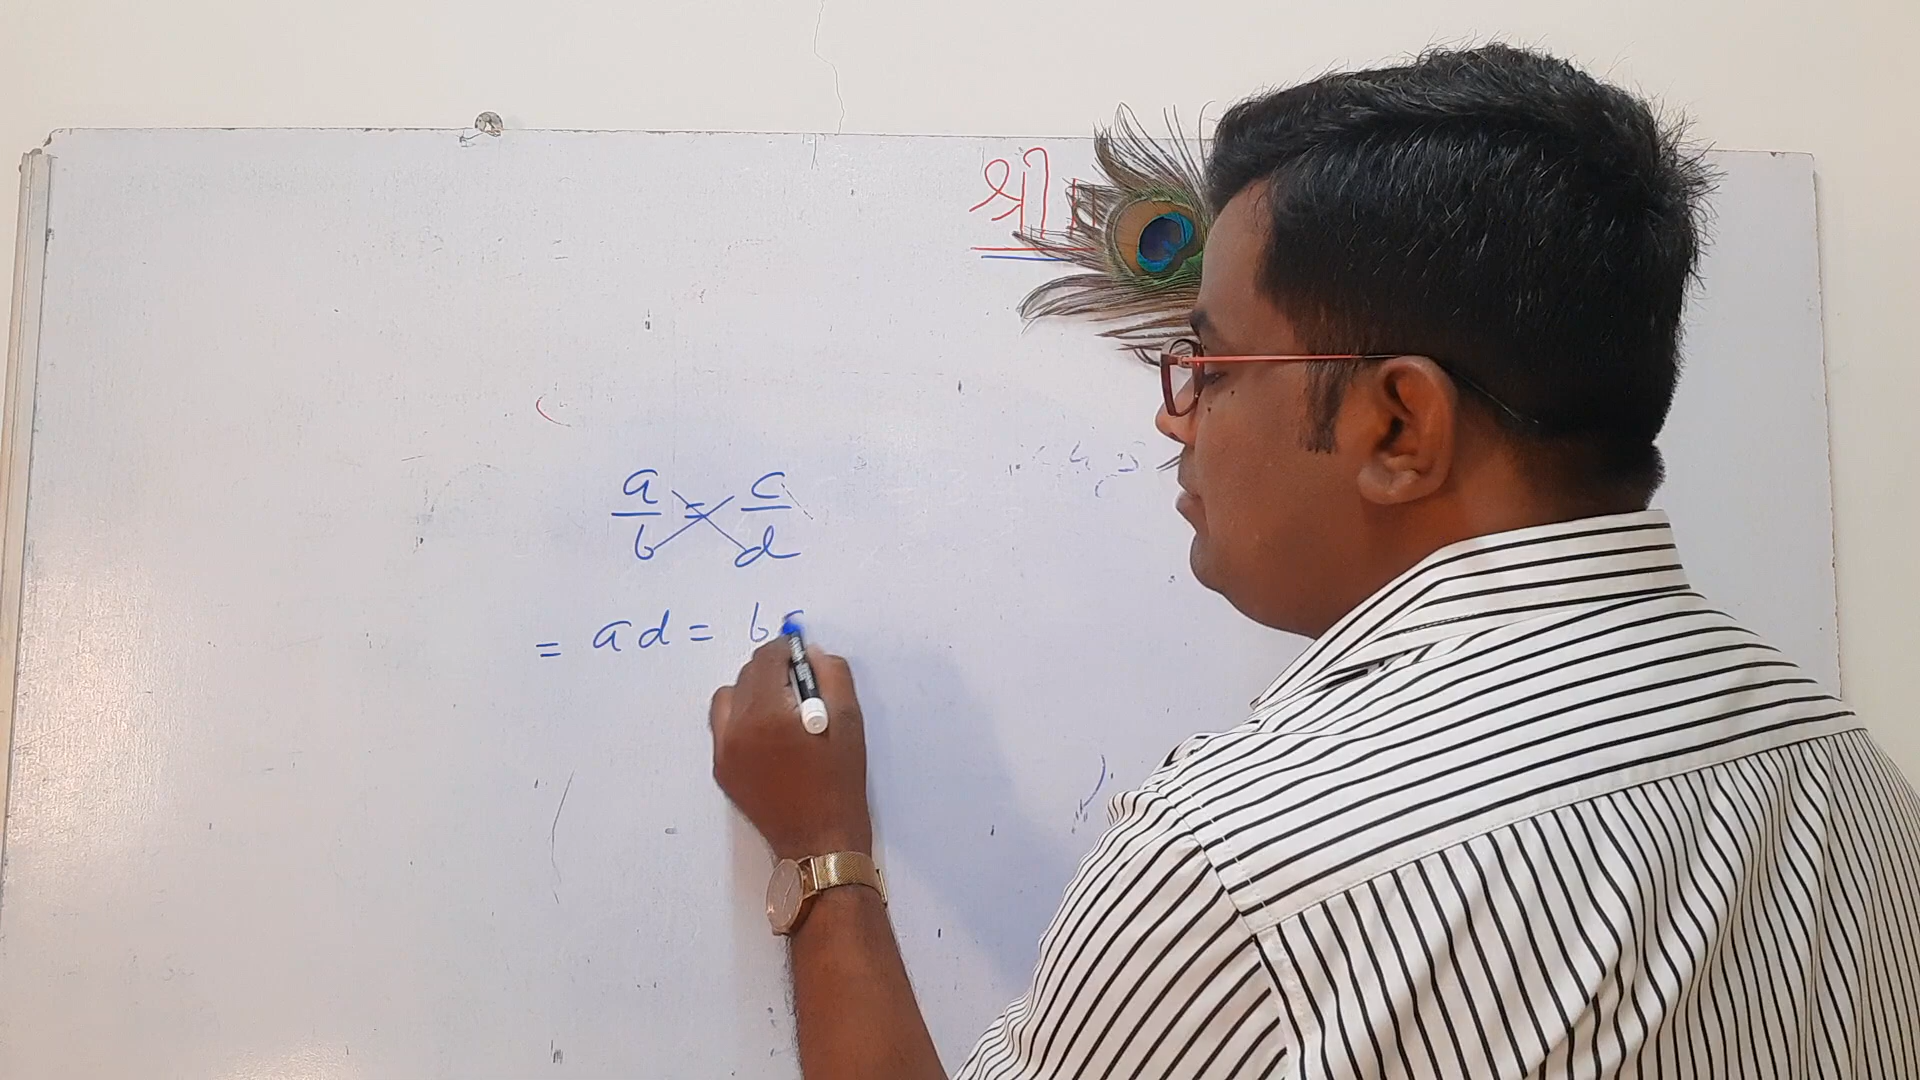 श्री
a/b = c/d
= ad = bc